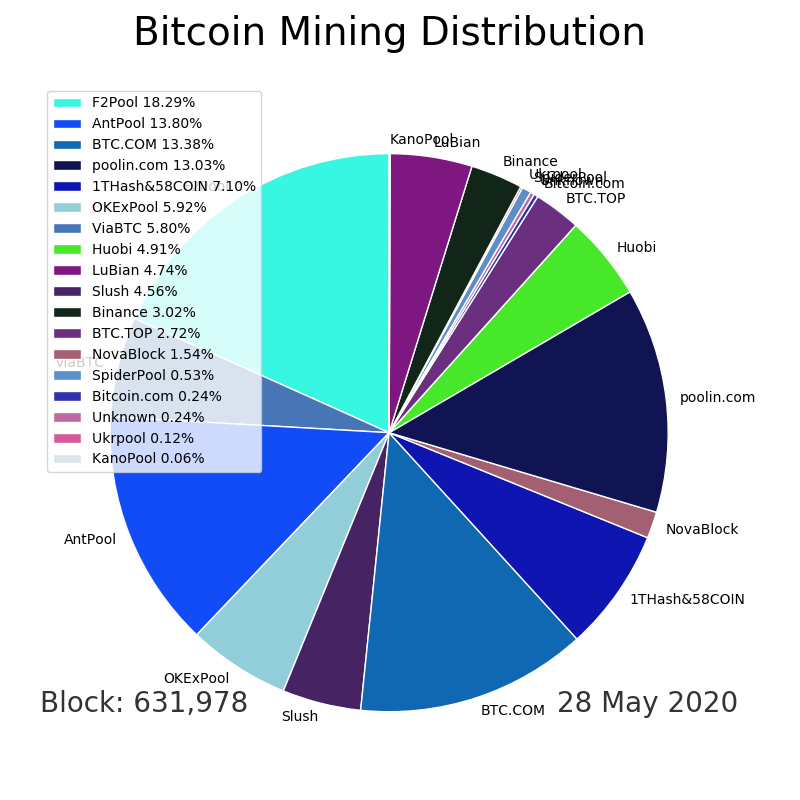 Bitcoin Mining Distribution
F2Pool 18.29%
AntPool 13.80%
BTC.COM 13.38%
poolin.com 13.03%
1THash&58COIN 7.10%
OKExPool 5.92%
ViaBTC 5.80%
Huobi 4.91%
LuBian 4.74%
Slush 4.56%
Binance 3.02%
BTC.TOP 2.72%
NovaBlock 1.54%
SpiderPool 0.53%
Bitcoin.com 0.24%
Unknown 0.24%
Ukrpool 0.12%
KanoPool 0.06%
KanoPool
LuBian
Binance
Ukrpool
SpiderPool
Bitcoin.com
BTC.TOP
Huobi
poolin.com
NovaBlock
1THash&58COIN
BTC.COM
Slush
OKExPool
AntPool
ViaBTC
Block: 631,978
28 May 2020